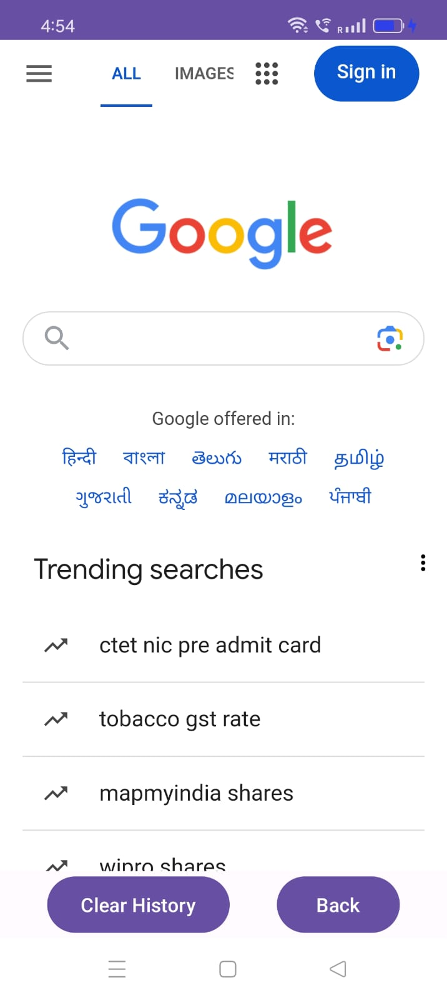 4:54
R
ALL IMAGES Sign in
Google
Google offered in:
हिन्दी বাংলা తెలుగు मराठी தமிழ்
ગુજરાતી ಕನ್ನಡ മലയാളം ਪੰਜਾਬੀ
Trending searches
ctet nic pre admit card
tobacco gst rate
mapmyindia shares
wipro shares
Clear History Back